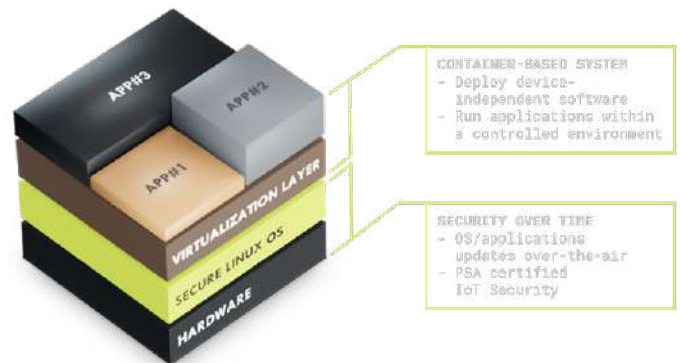 APP#3
APP#2
APP#1
VIRTUALIZATION LAYER
SECURE LINUX OS
HARDWARE
CONTAINER-BASED SYSTEM
- Deploy device-
independent software
- Run applications within
a controlled environment
SECURITY OVER TIME
- OS/applications
updates over-the-air
- PSA certified
IoT Security